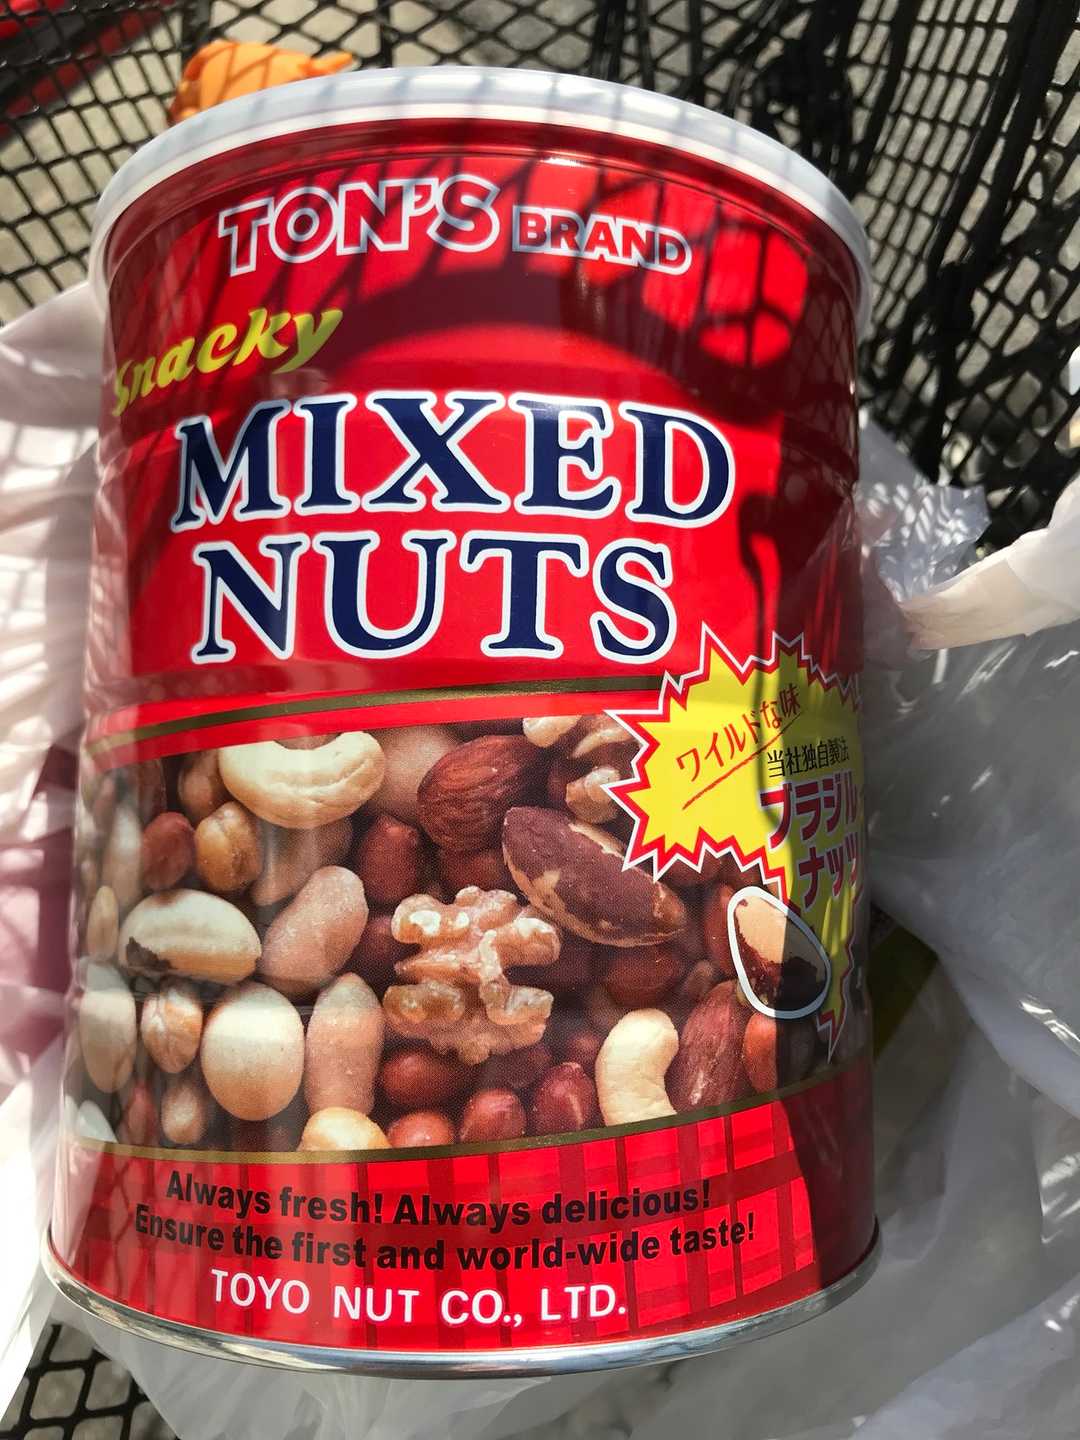 TON'S BRAND
Snacky
MIXED
NUTS
ワイルドな味
当社独自製法
ブラジル
ナッツ
Always fresh! Always delicious!
Ensure the first and world-wide taste!
TOYO NUT CO., LTD.